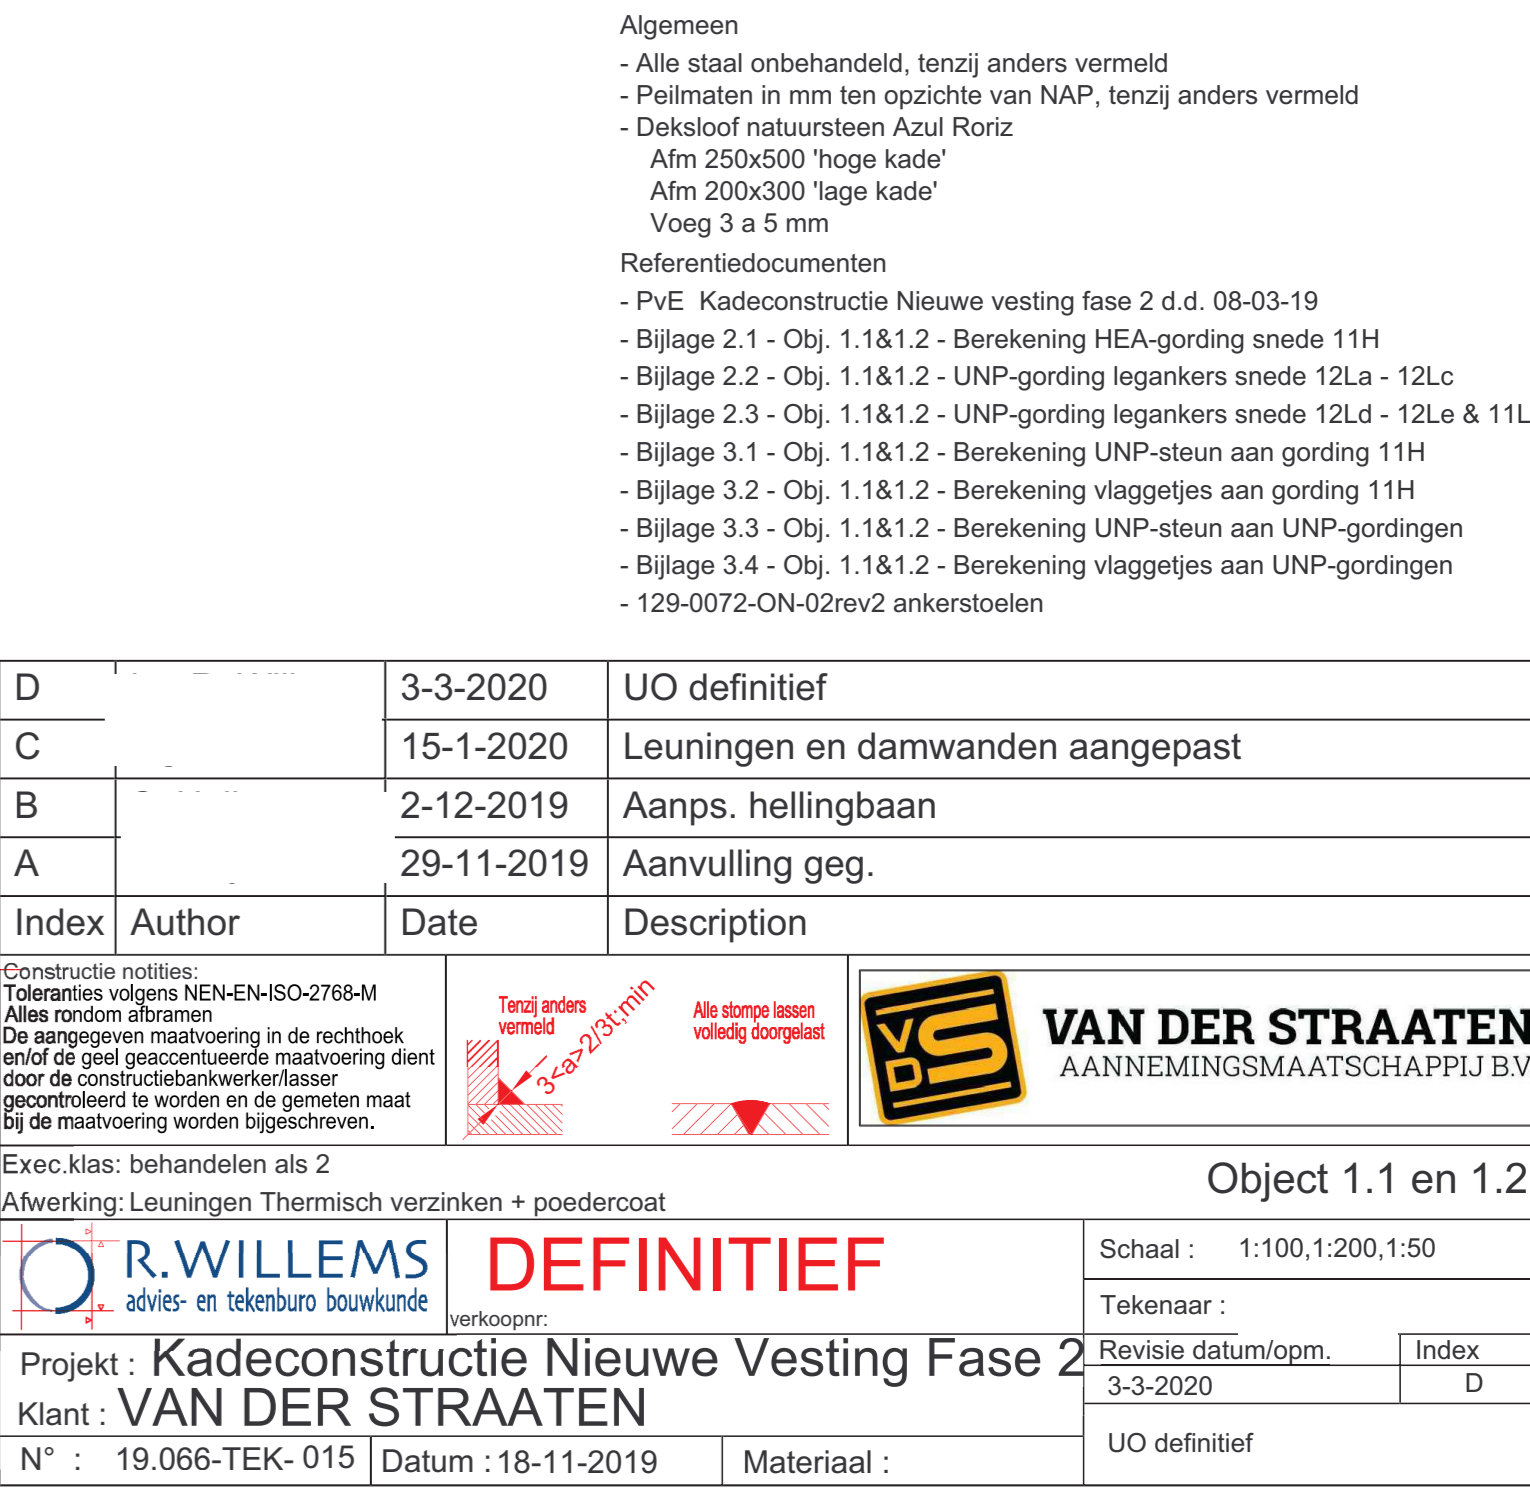 Algemeen
- Alle staal onbehandeld, tenzij anders vermeld
- Peilmaten in mm ten opzichte van NAP, tenzij anders vermeld
- Deksloof natuursteen Azul Roriz
Afm 250x500 'hoge kade'
Afm 200x300 'lage kade'
Voeg 3 a 5 mm
Referentiedocumenten
- PvE Kadeconstructie Nieuwe vesting fase 2 d.d. 08-03-19
- Bijlage 2.1 - Obj. 1.1&1.2 - Berekening HEA-gording snede 11H
- Bijlage 2.2 - Obj. 1.1&1.2 - UNP-gording legankers snede 12La - 12Lc
- Bijlage 2.3 - Obj. 1.1&1.2 - UNP-gording legankers snede 12Ld - 12Le & 11L
- Bijlage 3.1 - Obj. 1.1&1.2 - Berekening UNP-steun aan gording 11H
- Bijlage 3.2 - Obj. 1.1&1.2 - Berekening vlaggetjes aan gording 11H
- Bijlage 3.3 - Obj. 1.1&1.2 - Berekening UNP-steun aan UNP-gordingen
- Bijlage 3.4 - Obj. 1.1&1.2 - Berekening vlaggetjes aan UNP-gordingen
- 129-0072-ON-02rev2 ankerstoelen
D 3-3-2020 UO definitief
C 15-1-2020 Leuningen en damwanden aangepast
B 2-12-2019 Aanps. hellingbaan
A 29-11-2019 Aanvulling geg.
Index Author Date Description
Constructie notities:
Toleranties volgens NEN-EN-ISO-2768-M
Alles rondom aframen
De aangegeven maatvoering in de rechthoek
en/of de geel geaccentueerde maatvoering dient
door de constructiebankwerker/lasser
gecontroleerd te worden en de gemeten maat
bij de maatvoering worden bijgeschreven.
Tenzij anders
vermeld
3<a>2/3t;min
Alle stompe lassen
volledig doorgelast
VDS
VAN DER STRAATEN
AANNEMINGSMAATSCHAPPIJ B.V
Exec.klas: behandelen als 2
Afwerking: Leuningen Thermisch verzinken + poedercoat
Object 1.1 en 1.2
R.WILLEMS
advies- en tekenburo bouwkunde
DEFINITIEF
verkoopnr:
Schaal : 1:100,1:200,1:50
Tekenaar :
Projekt : Kadeconstructie Nieuwe Vesting Fase 2
Klant : VAN DER STRAATEN
Revisie datum/opm. Index
3-3-2020 D
UO definitief
N° : 19.066-TEK- 015 Datum : 18-11-2019 Materiaal :